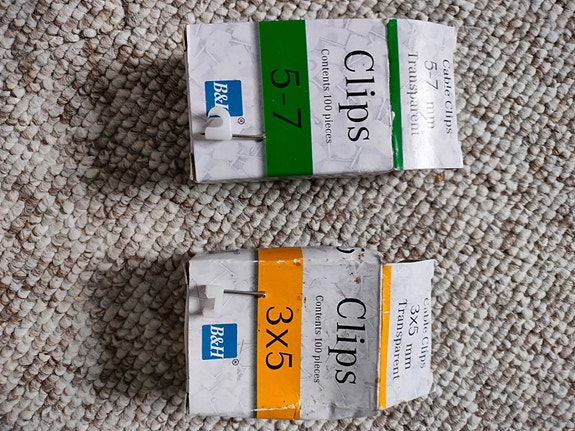 Cable Clips
5-7 mm
Transparent
Clips
Contents 100 pieces
5-7
B&H®
Cable Clips
3x5 mm
Transparent
Clips
Contents 100 pieces
3x5
B&H®